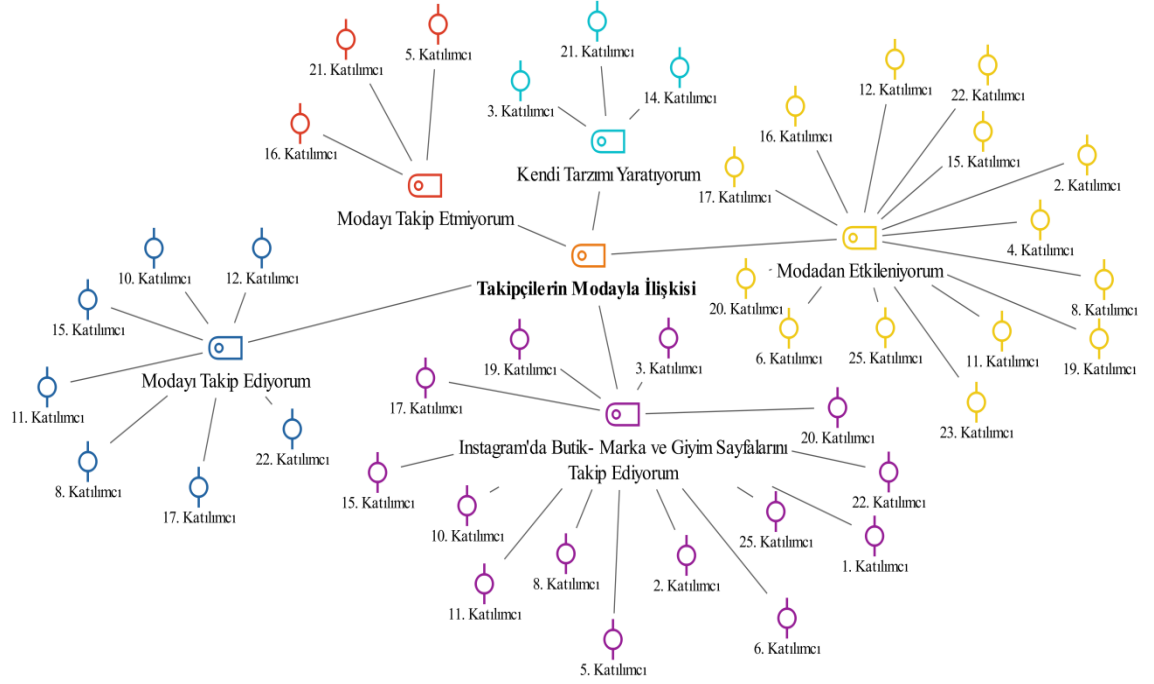 5. Katılımcı
21. Katılımcı
16. Katılımcı
Modayı Takip Etmiyorum
21. Katılımcı
3. Katılımcı
14. Katılımcı
Kendi Tarzımı Yaratıyorum
12. Katılımcı
22. Katılımcı
16. Katılımcı
15. Katılımcı
17. Katılımcı
2. Katılımcı
4. Katılımcı
Modadan Etkileniyorum
20. Katılımcı
8. Katılımcı
6. Katılımcı
25. Katılımcı
11. Katılımcı
19. Katılımcı
23. Katılımcı
Takipçilerin Modayla İlişkisi
10. Katılımcı
12. Katılımcı
15. Katılımcı
Modayı Takip Ediyorum
11. Katılımcı
22. Katılımcı
8. Katılımcı
17. Katılımcı
19. Katılımcı
3. Katılımcı
17. Katılımcı
20. Katılımcı
Instagram'da Butik- Marka ve Giyim Sayfalarını
Takip Ediyorum
15. Katılımcı
22. Katılımcı
10. Katılımcı
25. Katılımcı
1. Katılımcı
8. Katılımcı
2. Katılımcı
11. Katılımcı
6. Katılımcı
5. Katılımcı